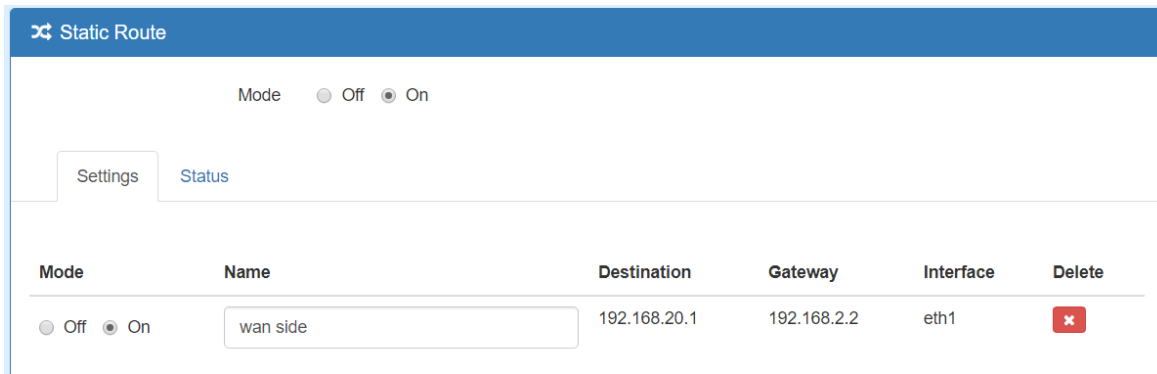 Static Route
Mode Off On
Settings Status
Mode Name Destination Gateway Interface Delete
Off On wan side 192.168.20.1 192.168.2.2 eth1